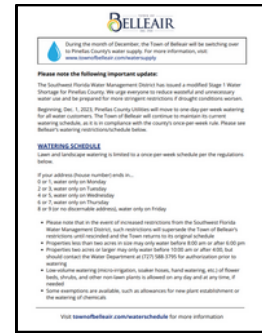 TOWN OF
BELLEAIR
During the month of December, the Town of Belleair will be switching over
to Pinellas County's water supply. For more information, visit:
www.townofbelleair.com/watersupply
Please note the following important update:
The Southwest Florida Water Management District has issued a modified Stage 1 Water
Shortage for Pinellas County. We urge everyone to reduce wasteful and unnecessary
water use and be prepared for more stringent restrictions if drought conditions worsen.
Beginning, Dec. 1, 2023, Pinellas County Utilities will move to one-day per-week watering
for all water customers. The Town of Belleair will continue to maintain its current
watering schedule, as it is in compliance with the county's once-per-week rule. Please see
Belleair's watering restrictions/schedule below.
WATERING SCHEDULE
Lawn and landscape watering is limited to a once-per-week schedule per the regulations
below.
If your address (house number) ends in...
0 or 1, water only on Monday
2 or 3, water only on Tuesday
4 or 5, water only on Wednesday
6 or 7, water only on Thursday
8 or 9 (or no discernable address), water only on Friday
• Please note that in the event of increased restrictions from the Southwest Florida
Water Management District, such restrictions will supersede the Town of Belleair's
restrictions until rescinded and the Town returns to its original schedule
• Properties less than two acres in size may only water before 8:00 am or after 6:00 pm
• Properties two acres or larger may only water before 10:00 am or after 4:00, but
should contact the Water Department at (727) 588-3795 for authorization prior to
watering
• Low-volume watering (micro-irrigation, soaker hoses, hand watering, etc.) of flower
beds, shrubs, and other non-lawn plants is allowed on any day and at any time, if
needed
• Some exemptions are available, such as allowances for new plant establishment or
the watering of chemicals
Visit townofbelleair.com/waterschedule for more information